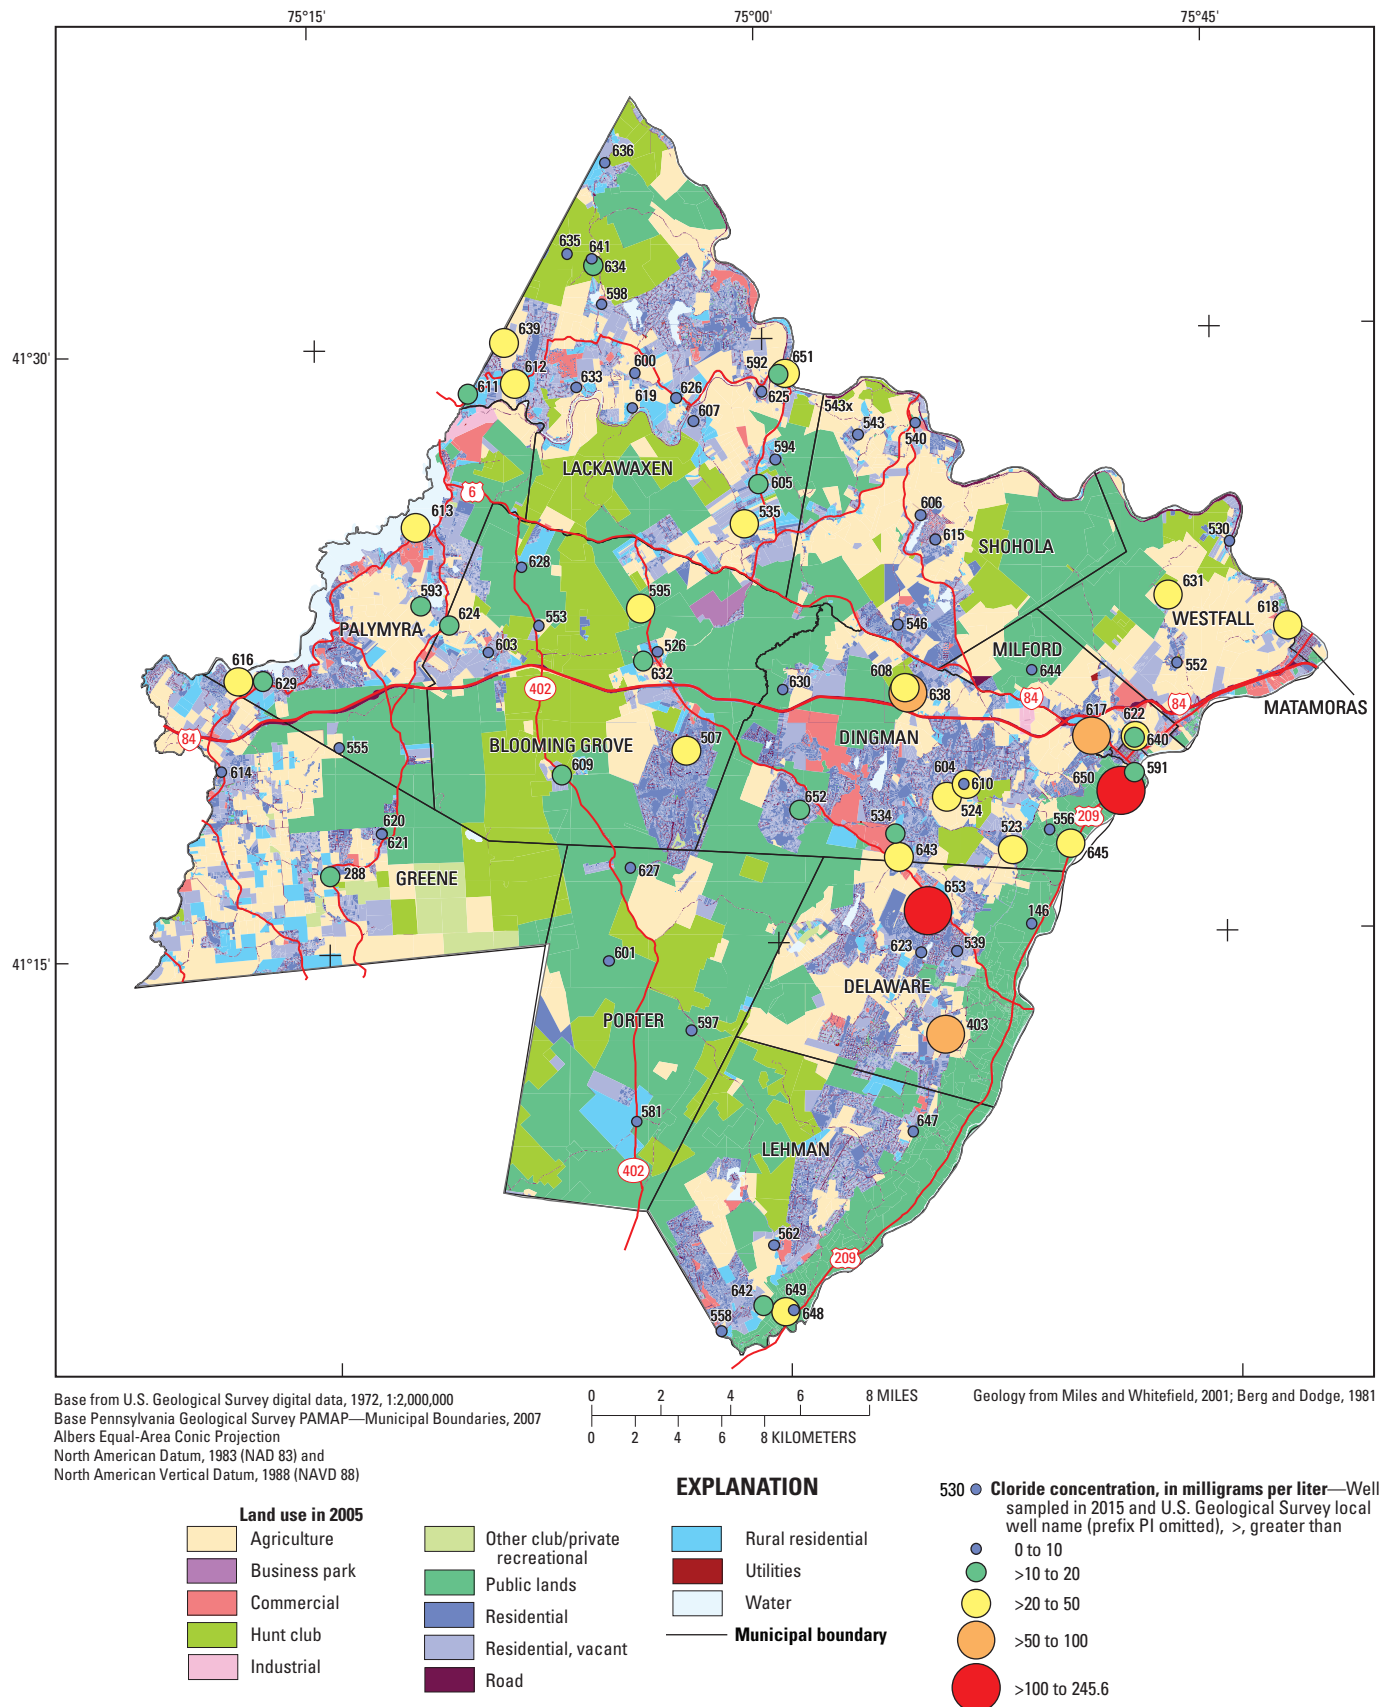 75°15'
75°00'
75°45'
636
635
641
634
598
639
41°30'
612
600
592
651
611
633
619
626
625
607
543x
543
540
594
LACKAWAXEN
605
6
613
535
606
530
615
SHOHOLA
628
593
595
631
618
624
553
WESTFALL
PALYMYRA
603
526
546
MILFORD
632
644
552
616
629
402
630
608
638
84
84
MATAMORAS
84
617
622
555
BLOOMING GROVE
507
DINGMAN
640
614
609
604
610
650
591
652
524
209
620
534
523
556
621
643
645
288
GREENE
627
653
146
601
623
539
41°15'
DELAWARE
PORTER
597
403
581
647
LEHMAN
402
562
209
642
649
558
648
Base from U.S. Geological Survey digital data, 1972, 1:2,000,000
Base Pennsylvania Geological Survey PAMAP—Municipal Boundaries, 2007
Albers Equal-Area Conic Projection
North American Datum, 1983 (NAD 83) and
North American Vertical Datum, 1988 (NAVD 88)
0 2 4 6 8 MILES
0 2 4 6 8 KILOMETERS
Geology from Miles and Whitefield, 2001; Berg and Dodge, 1981
EXPLANATION
Land use in 2005
Agriculture
Business park
Commercial
Hunt club
Industrial
Other club/private
recreational
Public lands
Residential
Residential, vacant
Road
Rural residential
Utilities
Water
Municipal boundary
530 Cloride concentration, in milligrams per liter—Well
sampled in 2015 and U.S. Geological Survey local
well name (prefix PI omitted), >, greater than
0 to 10
>10 to 20
>20 to 50
>50 to 100
>100 to 245.6